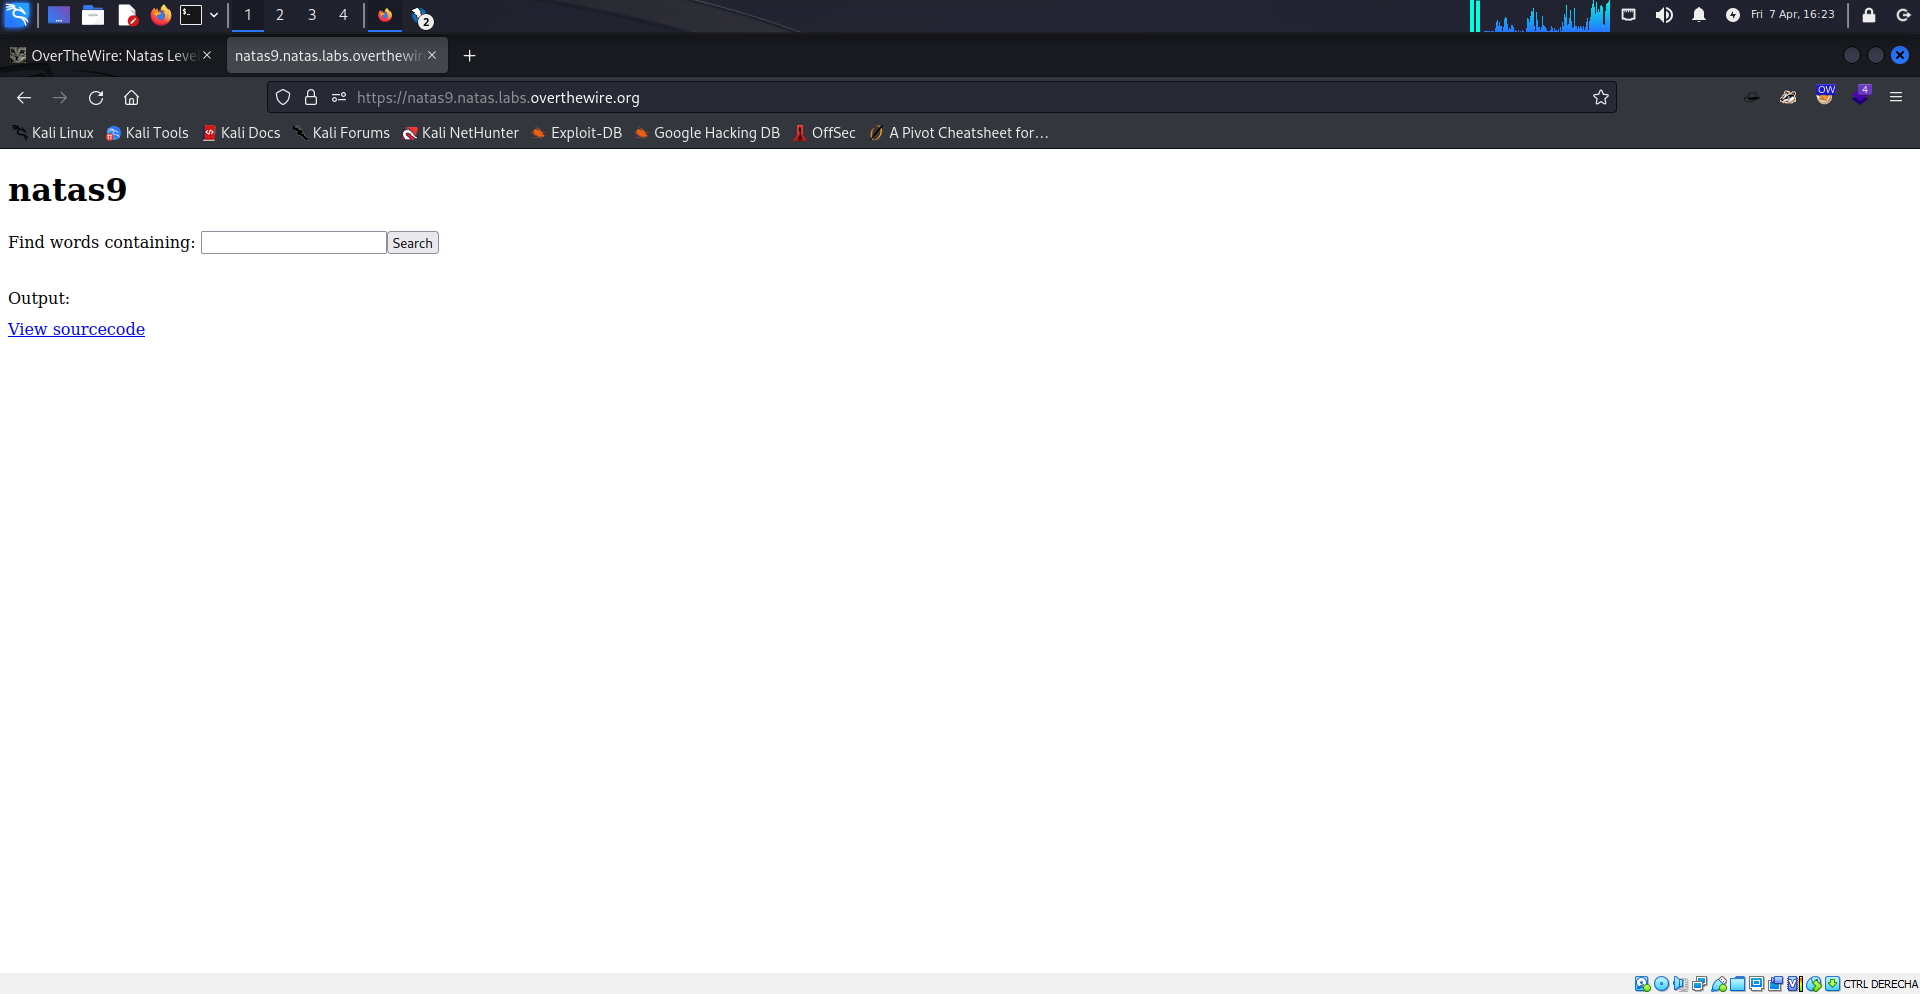 1 2 3 4 2 Fri 7 Apr, 16:23
OverTheWire: Natas Leve natas9.natas.labs.overthewir
https://natas9.natas.labs.overthewire.org OW 4
Kali Linux Kali Tools Kali Docs Kali Forums Kali NetHunter Exploit-DB Google Hacking DB OffSec A Pivot Cheatsheet for…
natas9
Find words containing: Search
Output:
View sourcecode
CTRL DERECHA